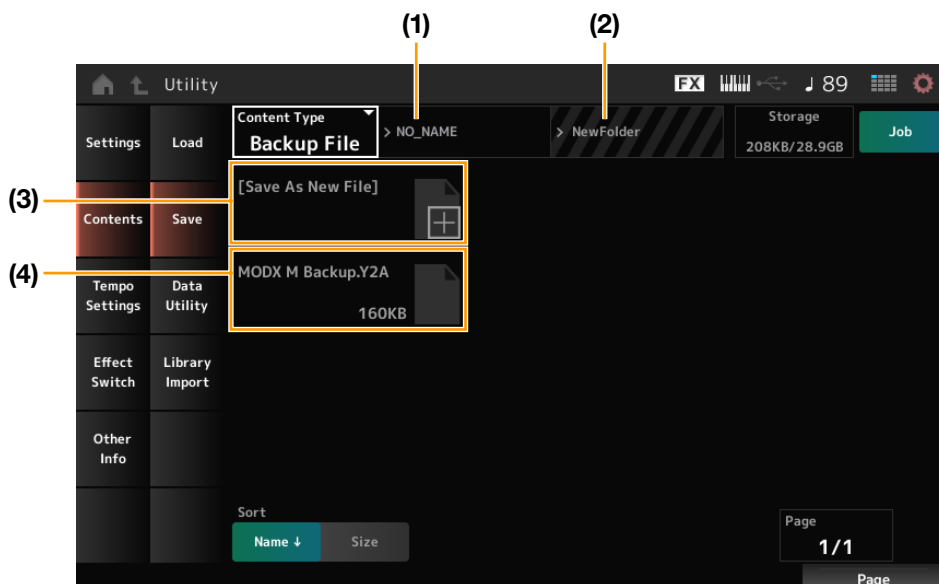 (1)
(2)
Utility
FX
♩ 89
Settings
Load
Content Type
Backup File
> NO_NAME
> NewFolder
Storage
208KB/28.9GB
Job
(3)
[Save As New File]
Contents
Save
(4)
MODX M Backup.Y2A
160KB
Tempo
Settings
Data
Utility
Effect
Switch
Library
Import
Other
Info
Sort
Name ↓
Size
Page
1/1
Page